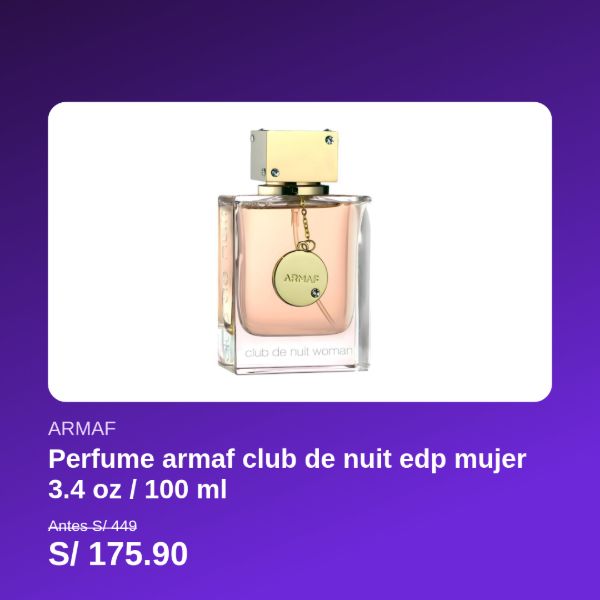 ARMAF
club de nuit woman
ARMAF
Perfume armaf club de nuit edp mujer
3.4 oz / 100 ml
Antes S/ 449
S/ 175.90